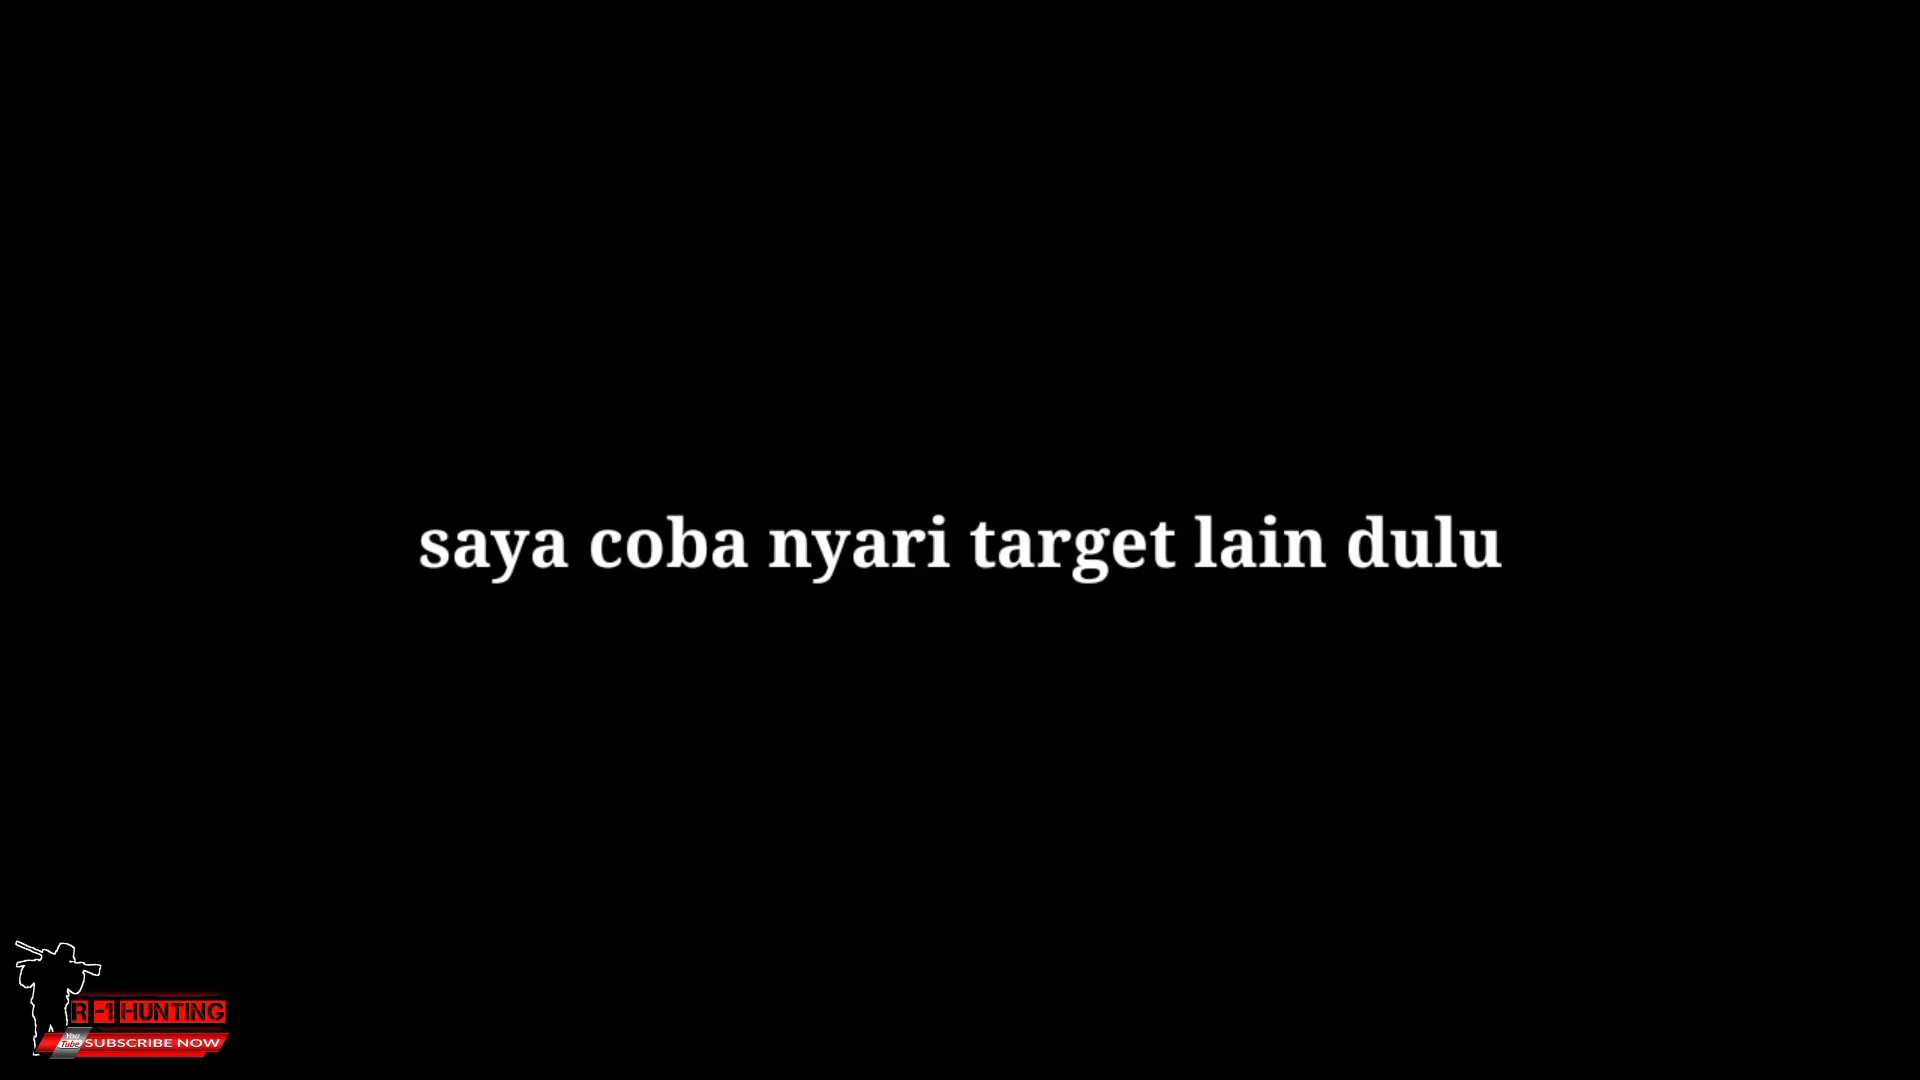 saya coba nyari target lain dulu
R-1 HUNTING
You
Tube SUBSCRIBE NOW